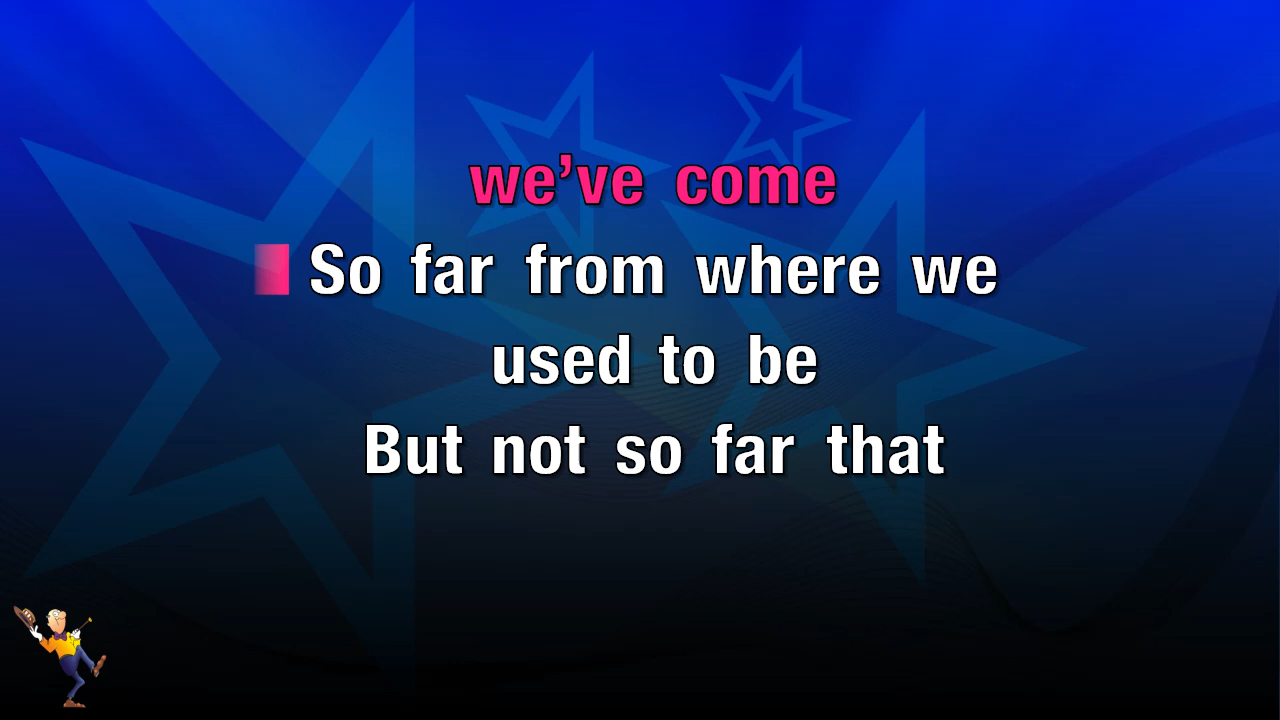 we’ve come
So far from where we
used to be
But not so far that